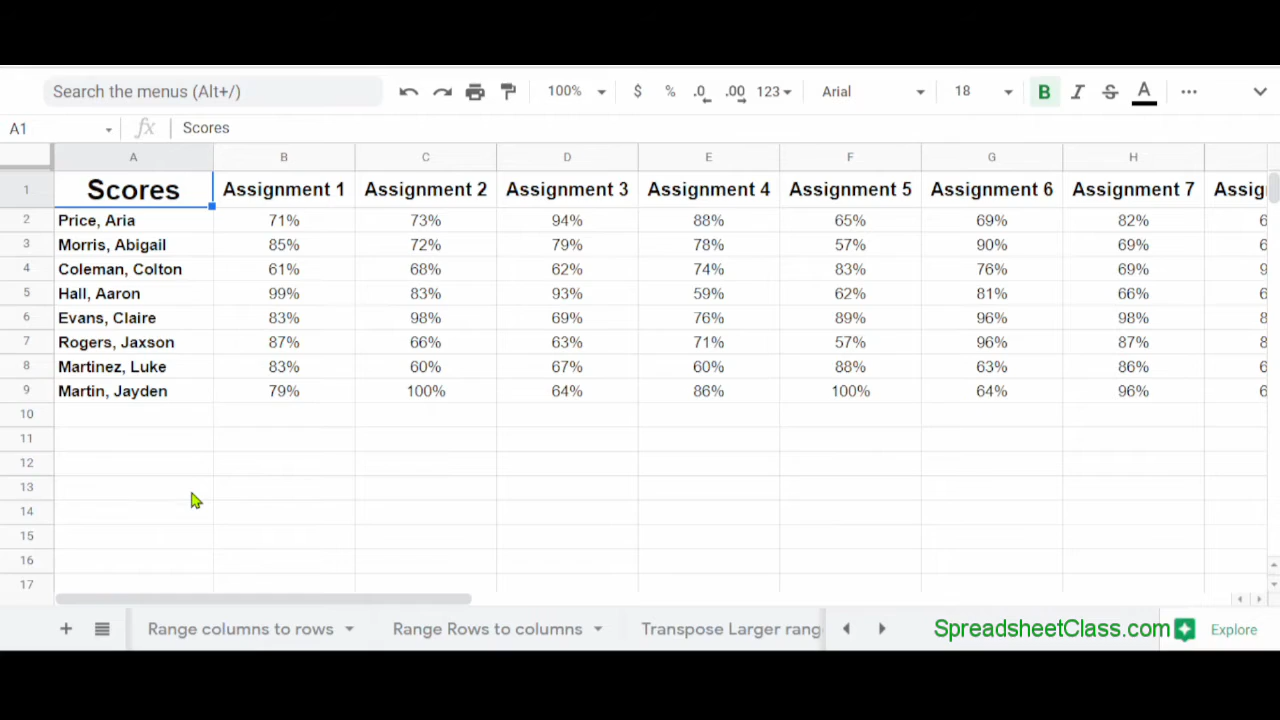 Search the menus (Alt+/) 100% $ % .0 .00 123 Arial 18 B I S A
A1 fx Scores
A B C D E F G H
1 Scores Assignment 1 Assignment 2 Assignment 3 Assignment 4 Assignment 5 Assignment 6 Assignment 7
2 Price, Aria 71% 73% 94% 88% 65% 69% 82%
3 Morris, Abigail 85% 72% 79% 78% 57% 90% 69%
4 Coleman, Colton 61% 68% 62% 74% 83% 76% 69%
5 Hall, Aaron 99% 83% 93% 59% 62% 81% 66%
6 Evans, Claire 83% 98% 69% 76% 89% 96% 98%
7 Rogers, Jaxson 87% 66% 63% 71% 57% 96% 87%
8 Martinez, Luke 83% 60% 67% 60% 88% 63% 86%
9 Martin, Jayden 79% 100% 64% 86% 100% 64% 96%
10
11
12
13
14
15
16
17
Range columns to rows Range Rows to columns Transpose Larger rang SpreadsheetClass.com Explore